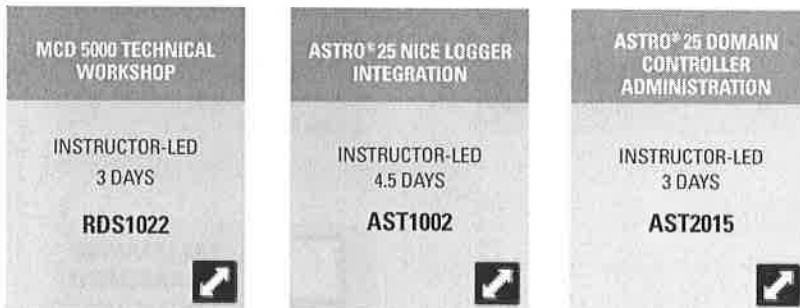 MCD 5000 TECHNICAL
WORKSHOP
INSTRUCTOR-LED
3 DAYS
RDS1022
ASTRO® 25 NICE LOGGER
INTEGRATION
INSTRUCTOR-LED
4.5 DAYS
AST1002
ASTRO® 25 DOMAIN
CONTROLLER
ADMINISTRATION
INSTRUCTOR-LED
3 DAYS
AST2015